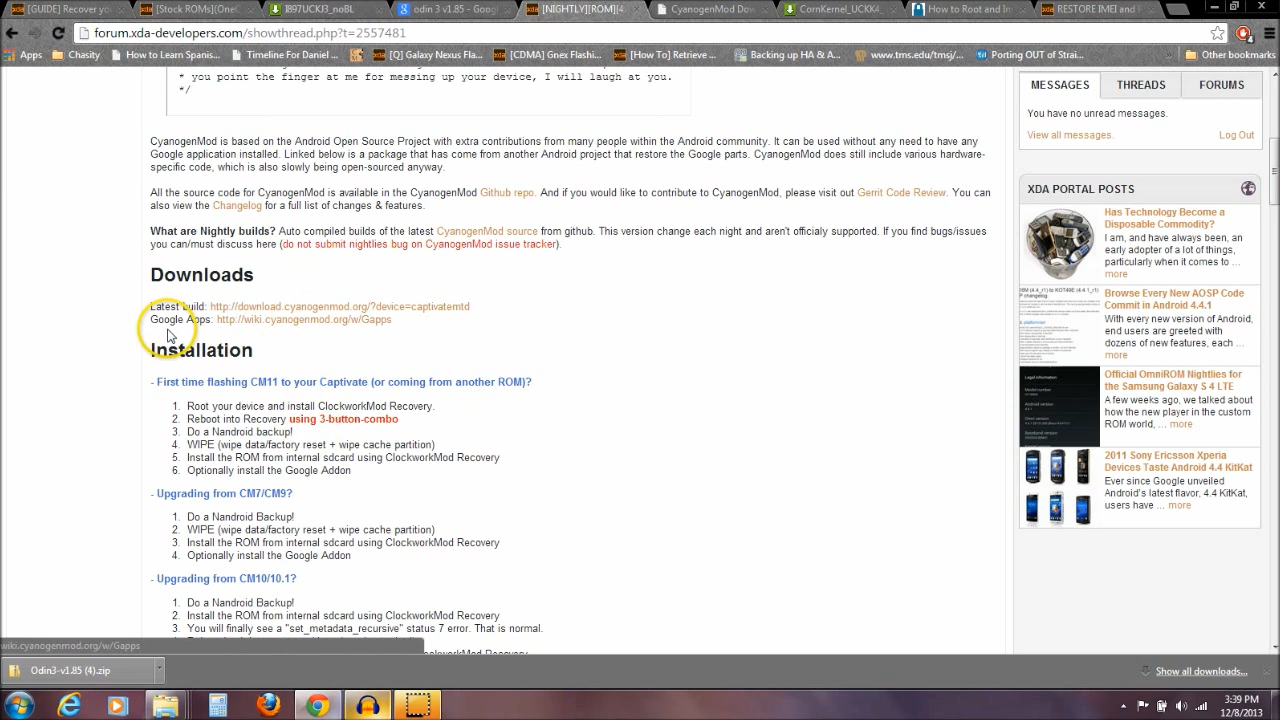 [GUIDE] Recover yo
[Stock ROMs][OneC
I897UCKJ3_noBL
odin 3 v1.85 - Goog
[NIGHTLY][ROM][4.
CyanogenMod Dow
CornKernel_UCKK4_
How to Root and In
RESTORE IMEI and F
forum.xda-developers.com/showthread.php?t=2557481
Apps
Chasity
How to Learn Spanis
Timeline For Daniel ...
[Q] Galaxy Nexus Fla...
[CDMA] Gnex Flashin...
[How To] Retrieve ...
Backing up HA & A...
www.tms.edu/tmsj/...
Porting OUT of Strai...
Other bookmarks
* you point the finger at me for messing up your device, I will laugh at you.
*/
CyanogenMod is based on the Android Open Source Project with extra contributions from many people within the Android community. It can be used without any need to have any
Google application installed. Linked below is a package that has come from another Android project that restore the Google parts. CyanogenMod does still include various hardware-
specific code, which is also slowly being open-sourced anyway.
All the source code for CyanogenMod is available in the CyanogenMod Github repo. And if you would like to contribute to CyanogenMod, please visit out Gerrit Code Review. You can
also view the Changelog for a full list of changes & features.
What are Nightly builds? Auto compiled builds of the latest CyanogenMod source from github. This version change each night and aren't officialy supported. If you find bugs/issues
you can/must discuss here (do not submit nightlies bug on CyanogenMod issue tracker).
Downloads
Latest build: http://download.cyanogenmod.org/?device=captivatemtd
Google Apps: http://wiki.cyanogenmod.org/w/Gapps
Installation
- First time flashing CM11 to your Captivate (or coming from another ROM)?
1. Root your device and install ClockworkMod Recovery.
2. Reboot into Recovery using 3-button-combo
3. Do a Nandroid Backup!
4. WIPE (wipe data/factory reset + wipe cache partition)
5. Install the ROM from internal sdcard using ClockworkMod Recovery
6. Optionally install the Google Addon
- Upgrading from CM7/CM9?
1. Do a Nandroid Backup!
2. WIPE (wipe data/factory reset + wipe cache partition)
3. Install the ROM from internal sdcard using ClockworkMod Recovery
4. Optionally install the Google Addon
- Upgrading from CM10/10.1?
1. Do a Nandroid Backup!
2. Install the ROM from internal sdcard using ClockworkMod Recovery
3. You will finally see a "set_metadata_recursive" status 7 error. That is normal.
MESSAGES
THREADS
FORUMS
You have no unread messages.
View all messages.
Log Out
XDA PORTAL POSTS
Has Technology Become a
Disposable Commodity?
I am, and have always been, an
early adopter of a lot of things,
particularly when it comes to ...
more
Browse Every New AOSP Code
Commit in Android 4.4.1
With every new version of Android,
end users are greeted with
dozens of new features, each ...
more
Official OmniROM Nightlies for
the Samsung Galaxy S 4 LTE
A few weeks ago, we talked about
how the new player in the custom
ROM world, ... more
2011 Sony Ericsson Xperia
Devices Taste Android 4.4 KitKat
Ever since Google unveiled
Android's latest flavor, 4.4 KitKat,
users have ... more
wiki.cyanogenmod.org/w/Gapps
Odin3-v1.85 (4).zip
Show all downloads...
3:39 PM
12/8/2013